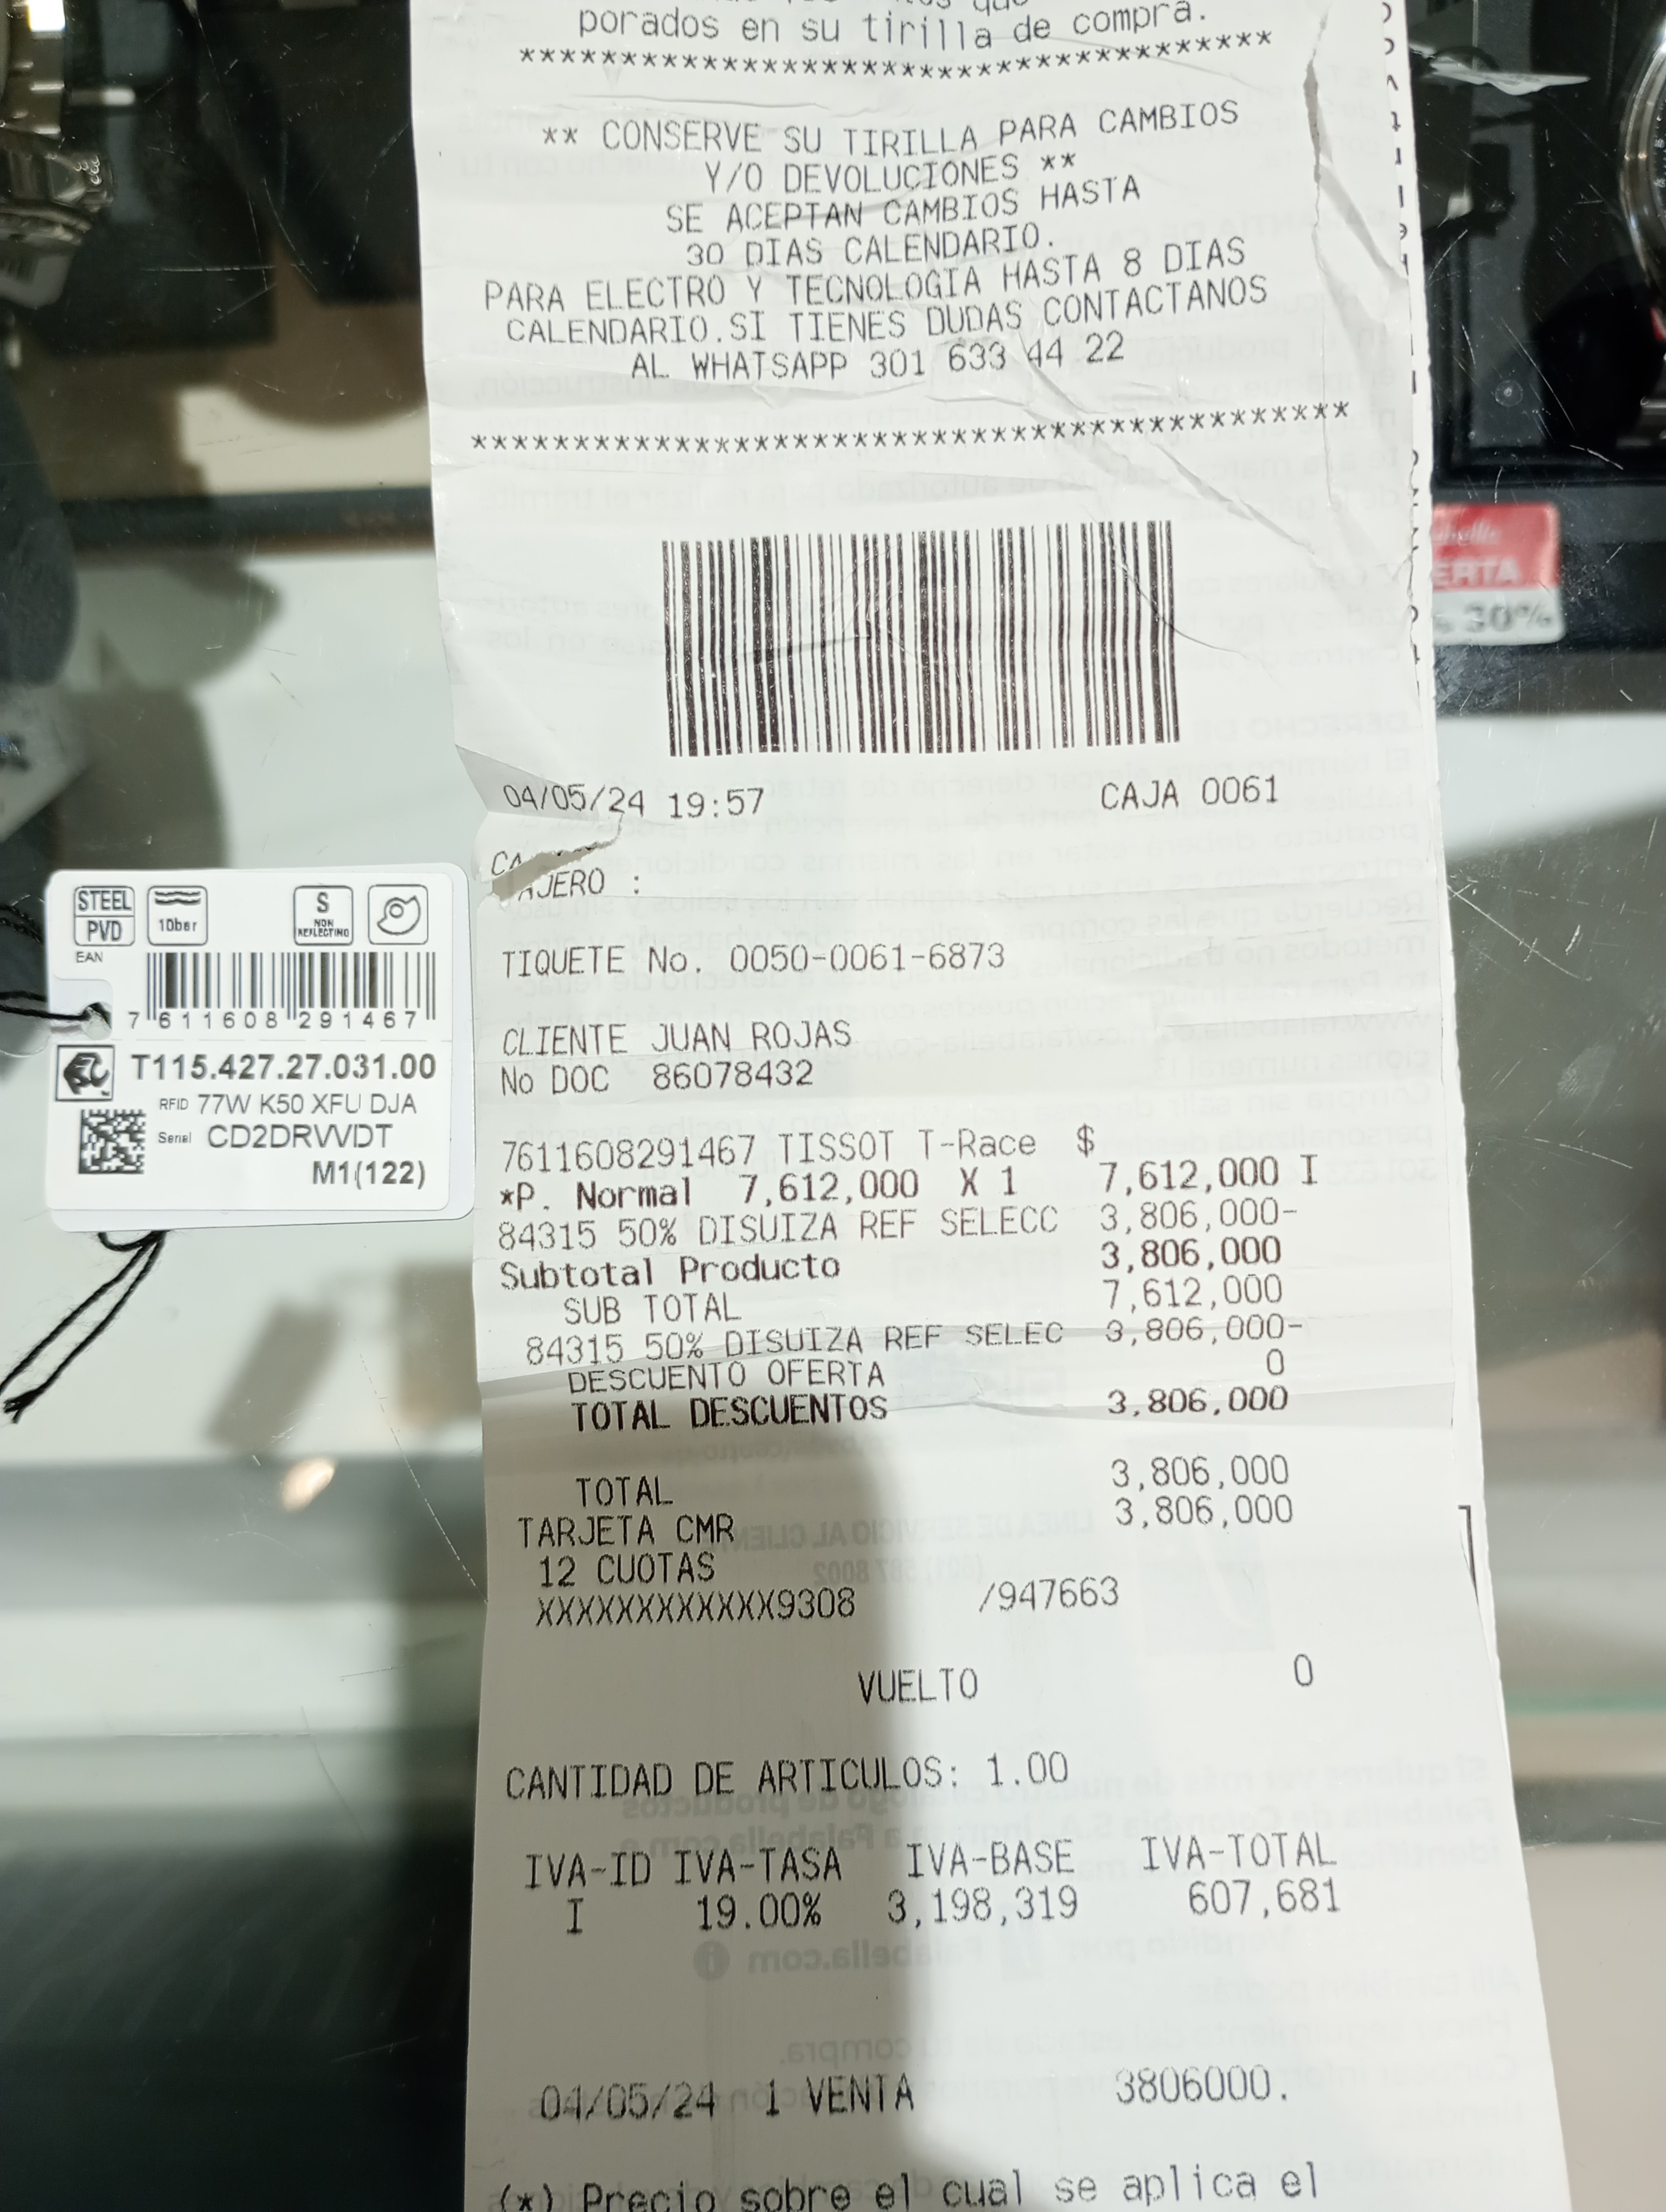 porados en su tirilla de compra.
**************************************
** CONSERVE SU TIRILLA PARA CAMBIOS
Y/O DEVOLUCIONES **
SE ACEPTAN CAMBIOS HASTA
30 DIAS CALENDARIO.
PARA ELECTRO Y TECNOLOGIA HASTA 8 DIAS
CALENDARIO.SI TIENES DUDAS CONTACTANOS
AL WHATSAPP 301 633 44 22
********************************************
04/05/24 19:57 CAJA 0061
CAJERO :
TIQUETE No. 0050-0061-6873
CLIENTE JUAN ROJAS
No DOC 86078432
7611608291467 TISSOT T-Race $
*P. Normal 7,612,000 X 1 7,612,000 I
84315 50% DISUIZA REF SELECC 3,806,000-
Subtotal Producto 3,806,000
SUB TOTAL 7,612,000
84315 50% DISUIZA REF SELEC 3,806,000-
DESCUENTO OFERTA 0
TOTAL DESCUENTOS 3,806,000
TOTAL 3,806,000
TARJETA CMR 3,806,000
12 CUOTAS
XXXXXXXXXXXX9308 /947663
VUELTO 0
CANTIDAD DE ARTICULOS: 1.00
IVA-ID IVA-TASA IVA-BASE IVA-TOTAL
I 19.00% 3,198,319 607,681
04/05/24 1 VENTA 3806000.
(*) Precio sobre el cual se aplica el
STEEL
PVD
10bar
S
NON
REFLECTING
EAN
7 611608 291467
T115.427.27.031.00
RFID 77W K50 XFU DJA
Serial CD2DRWDT
M1(122)
ERTA
30%